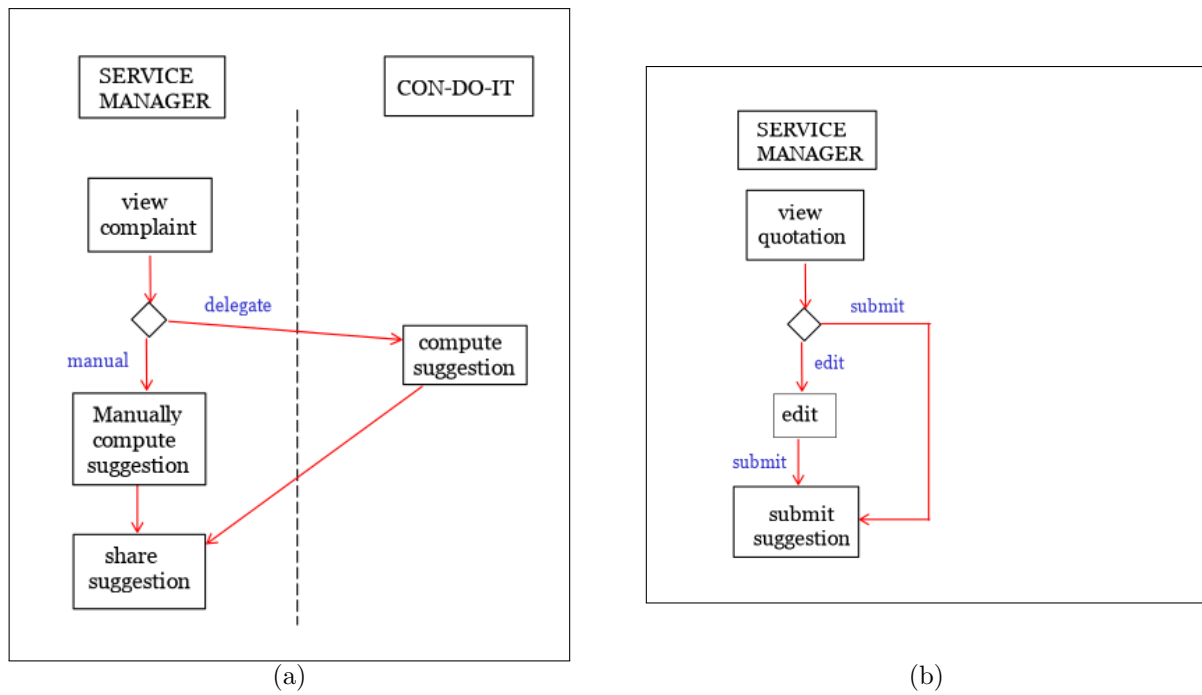 SERVICE
MANAGER
CON-DO-IT
view
complaint
delegate
manual
compute
suggestion
Manually
compute
suggestion
share
suggestion
(a)
SERVICE
MANAGER
view
quotation
submit
edit
edit
submit
submit
suggestion
(b)